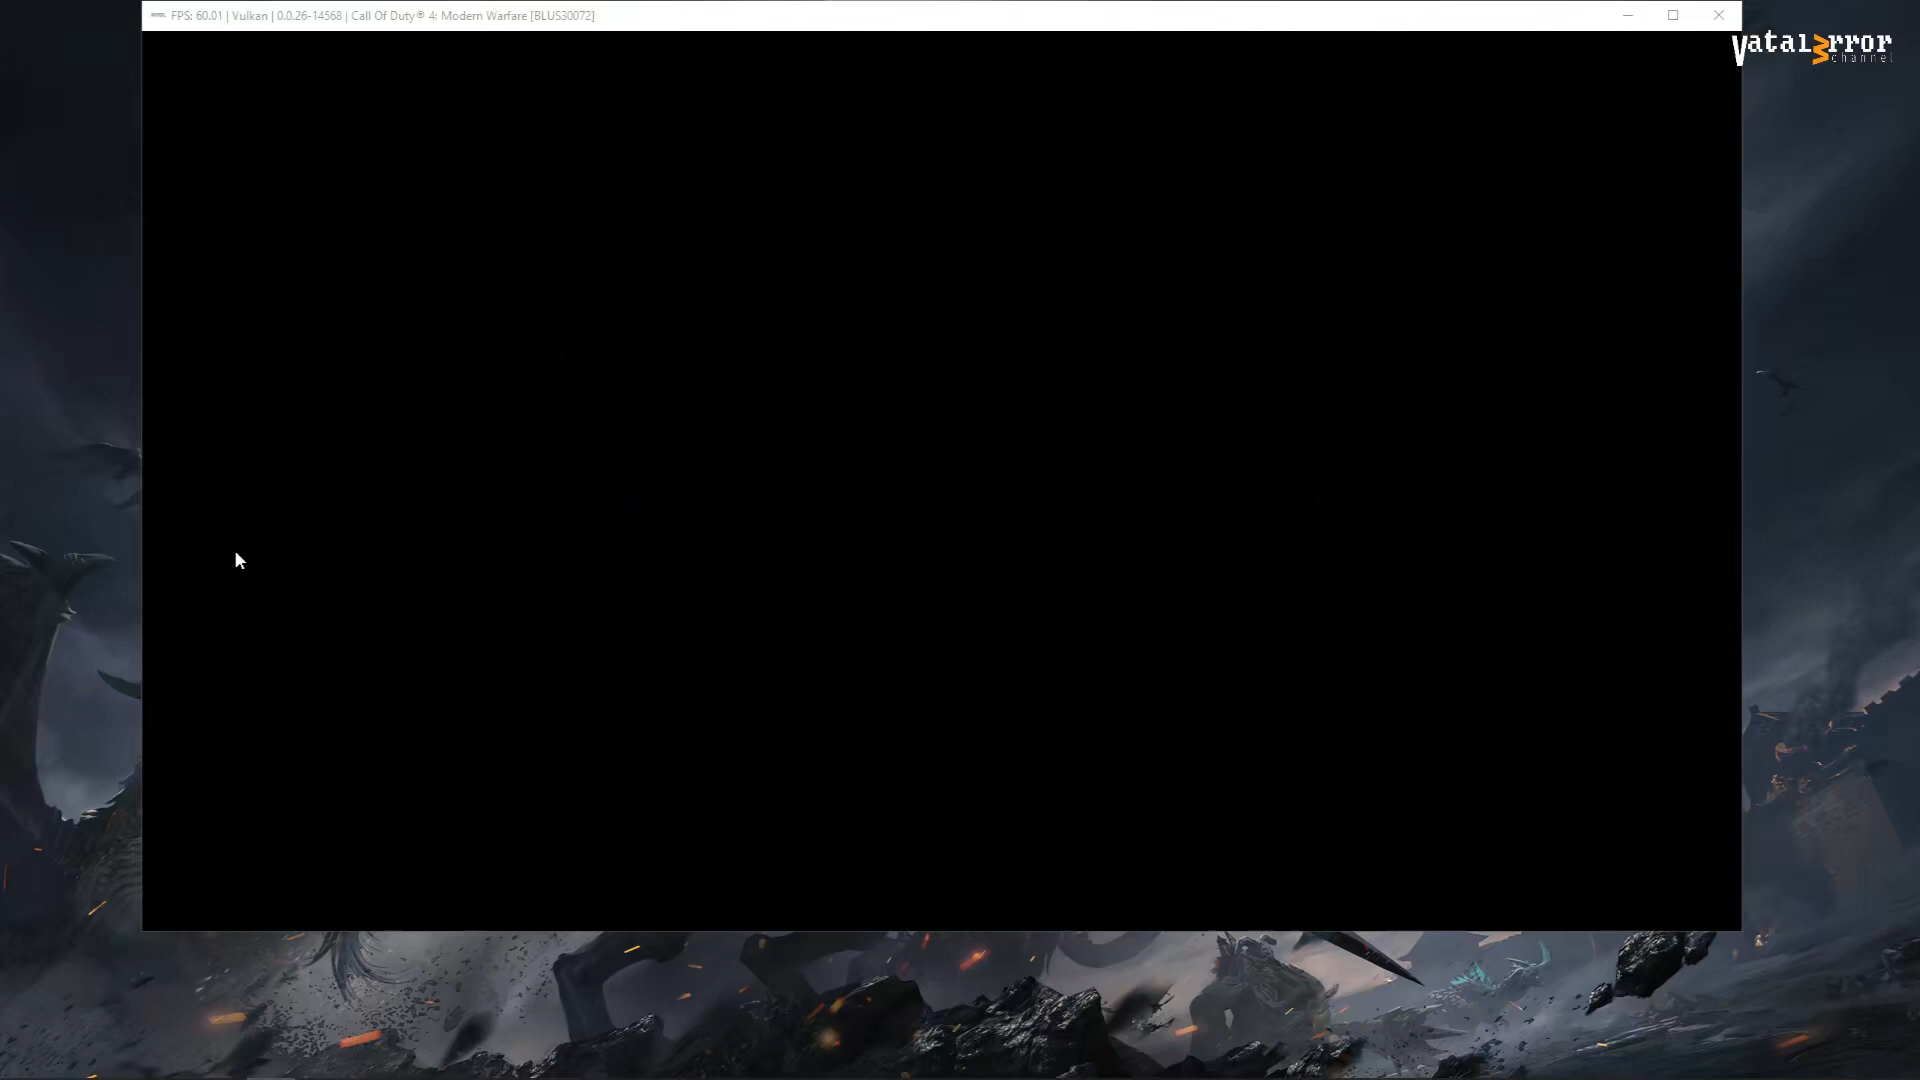 FPS: 60.01 | Vulkan | 0.0.26-14568 | Call Of Duty® 4: Modern Warfare [BLUS30072]
Vatal3rror
channel